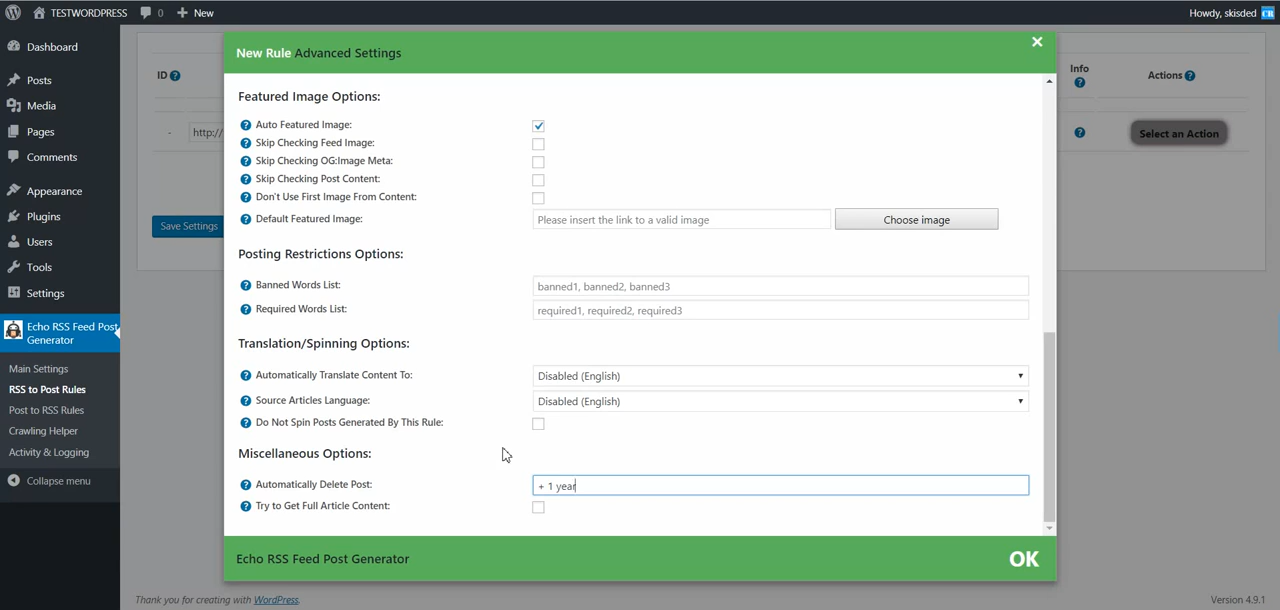 TESTWORDPRESS 0 + New Howdy, skisded CR
Dashboard
Posts
Media
Pages
Comments
Appearance
Plugins
Users
Tools
Settings
Echo RSS Feed Post
Generator
Main Settings
RSS to Post Rules
Post to RSS Rules
Crawling Helper
Activity & Logging
Collapse menu
ID ?
- http://
Save Settings
New Rule Advanced Settings ×
Featured Image Options:
? Auto Featured Image:
? Skip Checking Feed Image:
? Skip Checking OG:Image Meta:
? Skip Checking Post Content:
? Don't Use First Image From Content:
? Default Featured Image: Please insert the link to a valid image Choose image
Posting Restrictions Options:
? Banned Words List: banned1, banned2, banned3
? Required Words List: required1, required2, required3
Translation/Spinning Options:
? Automatically Translate Content To: Disabled (English)
? Source Articles Language: Disabled (English)
? Do Not Spin Posts Generated By This Rule:
Miscellaneous Options:
? Automatically Delete Post: + 1 year
? Try to Get Full Article Content:
Echo RSS Feed Post Generator OK
Info
?
Actions ?
?
Select an Action
Thank you for creating with WordPress. Version 4.9.1